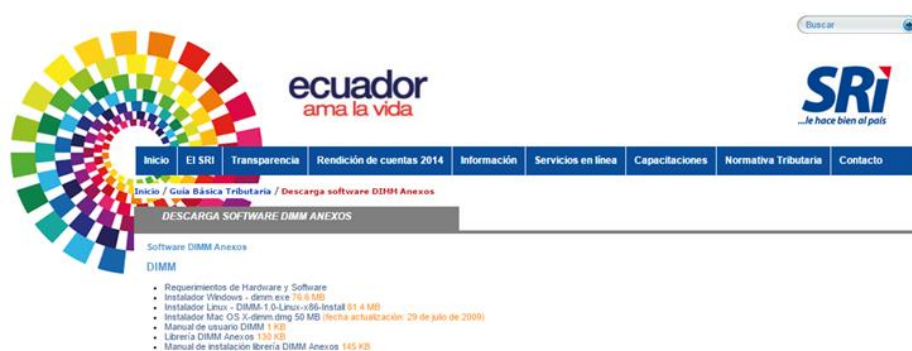 Buscar
ecuador
ama la vida
SRi
...le hace bien al país
Inicio El SRI Transparencia Rendición de cuentas 2014 Información Servicios en línea Capacitaciones Normativa Tributaria Contacto
Inicio / Guía Básica Tributaria / Descarga software DIMM Anexos
DESCARGA SOFTWARE DIMM ANEXOS
Software DIMM Anexos
DIMM
Requerimientos de Hardware y Software
Instalador Windows - dimm.exe 76.6 MB
Instalador Linux - DIMM-1.0-Linux-x86-Install 81.4 MB
Instalador Mac OS X-dimm.dmg 50 MB (fecha actualización: 29 de julio de 2009)
Manual de usuario DIMM 1 KB
Librería DIMM Anexos 130 KB
Manual de instalación librería DIMM Anexos 145 KB